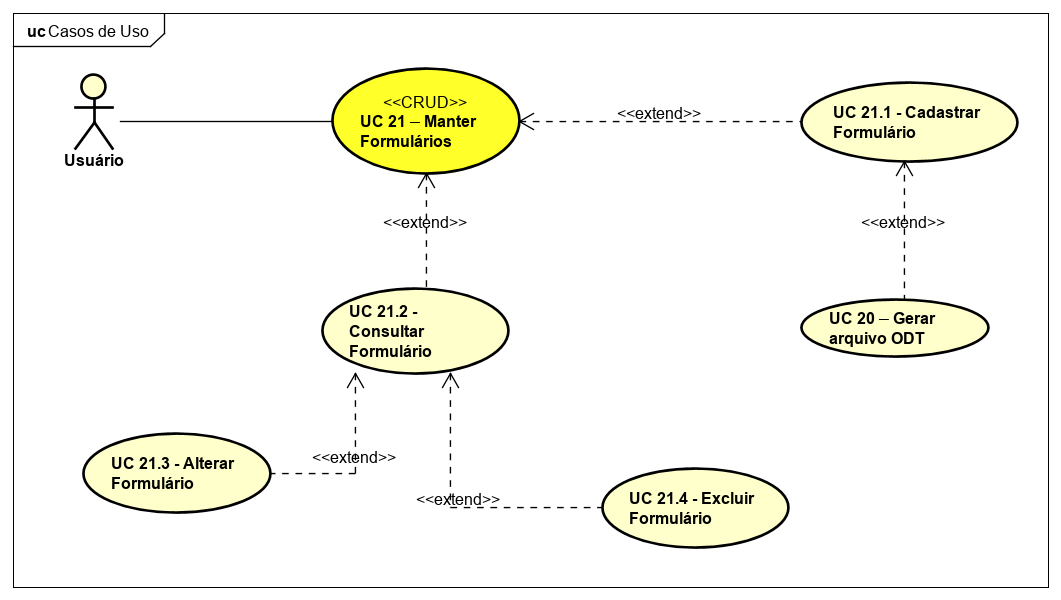 uc Casos de Uso
<<CRUD>>
UC 21 – Manter
Formulários
<<extend>>
UC 21.1 - Cadastrar
Formulário
Usuário
<<extend>>
<<extend>>
UC 21.2 -
Consultar
Formulário
UC 20 – Gerar
arquivo ODT
UC 21.3 - Alterar
Formulário
<<extend>>
<<extend>>
UC 21.4 - Excluir
Formulário